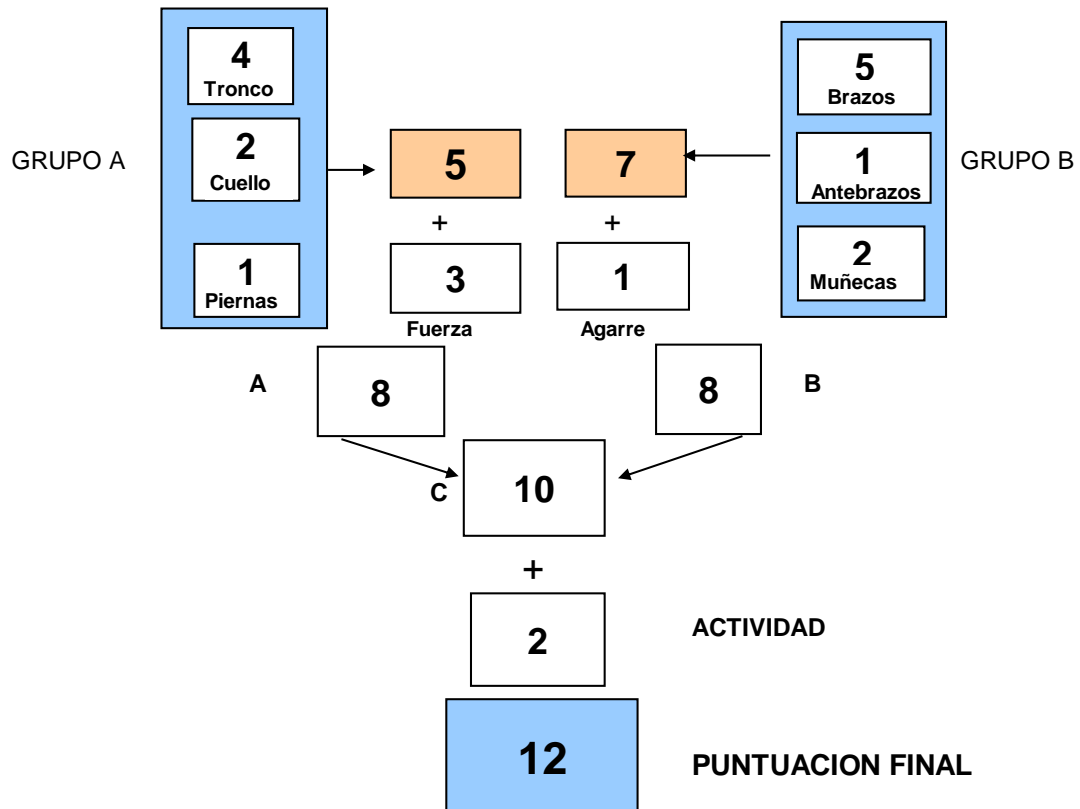 4
Tronco
2
Cuello
1
Piernas
GRUPO A
5
+
3
Fuerza
7
+
1
Agarre
5
Brazos
1
Antebrazos
2
Muñecas
GRUPO B
A
8
8
B
C
10
+
2
ACTIVIDAD
12
PUNTUACION FINAL